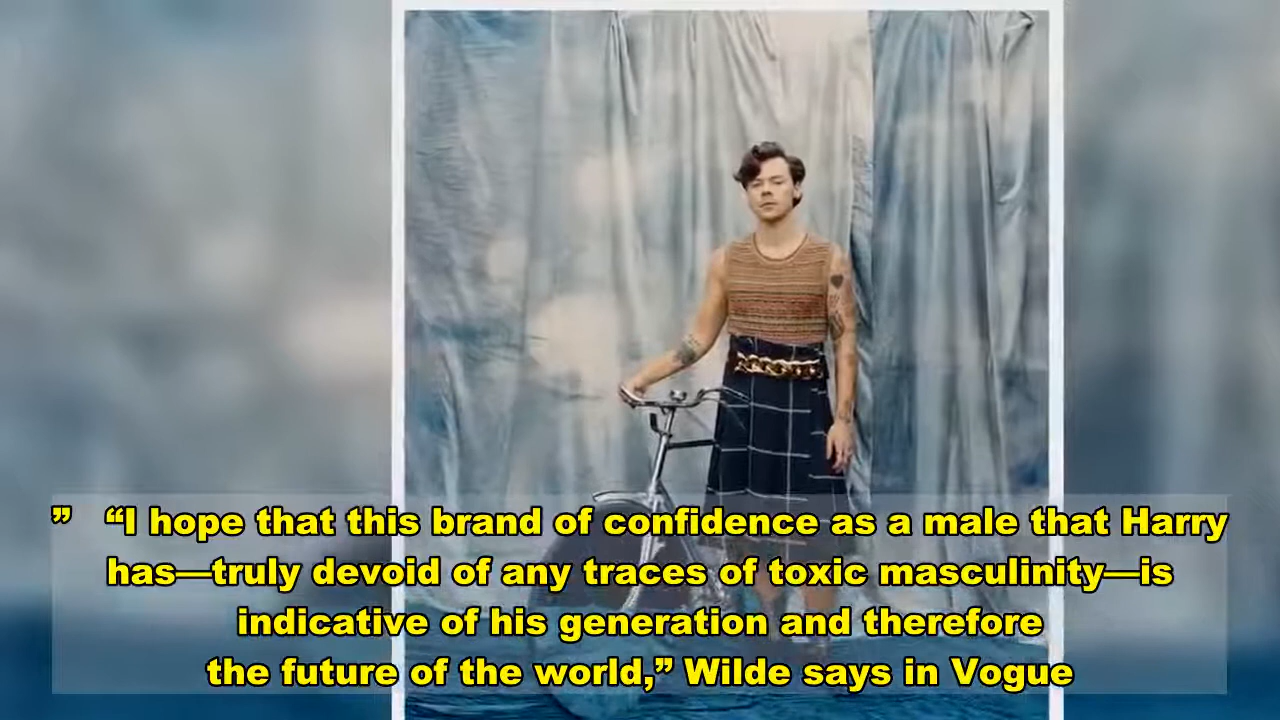 ” “I hope that this brand of confidence as a male that Harry
has—truly devoid of any traces of toxic masculinity—is
indicative of his generation and therefore
the future of the world,” Wilde says in Vogue